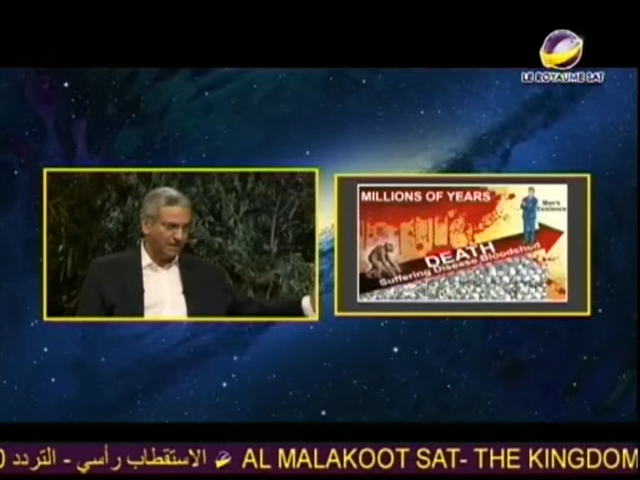 LE ROYAUME SAT
MILLIONS OF YEARS
Man's
Existence
DEATH
Suffering Disease Bloodshed
الاستقطاب رأسي - التردد 0
AL MALAKOOT SAT- THE KINGDOM